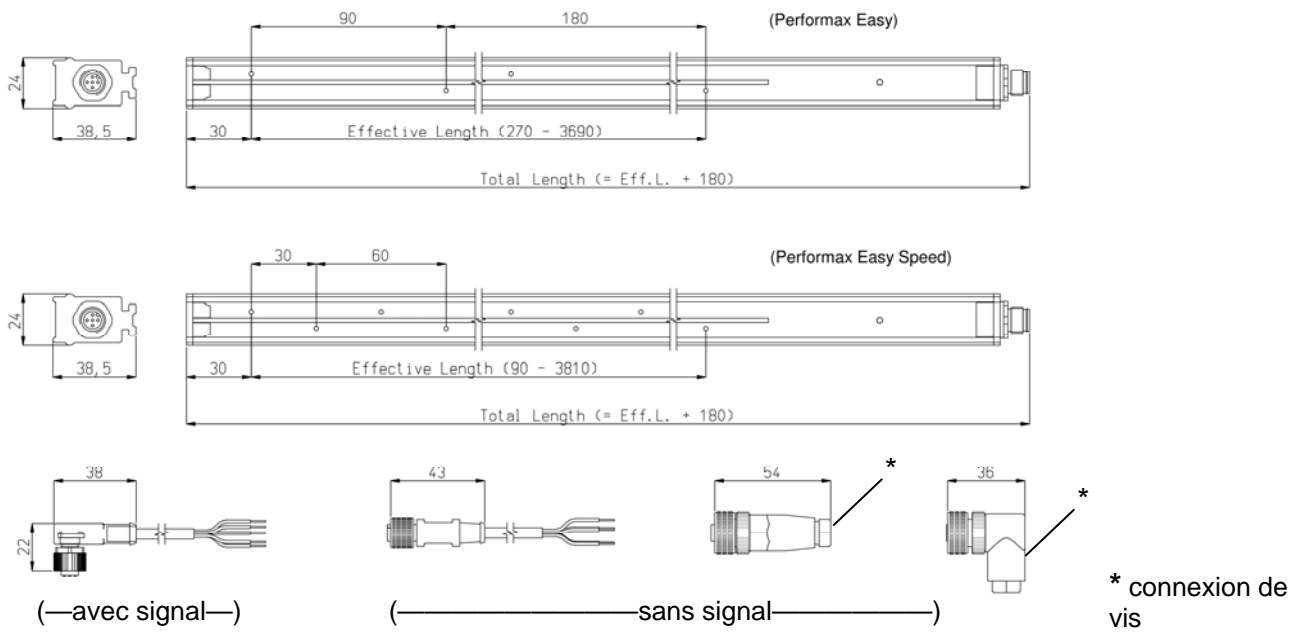 90 180 (Performax Easy)
24
38,5 30 Effective Length (270 - 3690)
Total Length (= Eff.L. + 180)
30 60 (Performax Easy Speed)
24
38,5 30 Effective Length (90 - 3810)
Total Length (= Eff.L. + 180)
38 43 54 * 36 *
22
(—avec signal—) (—————————sans signal——————)
* connexion de
vis